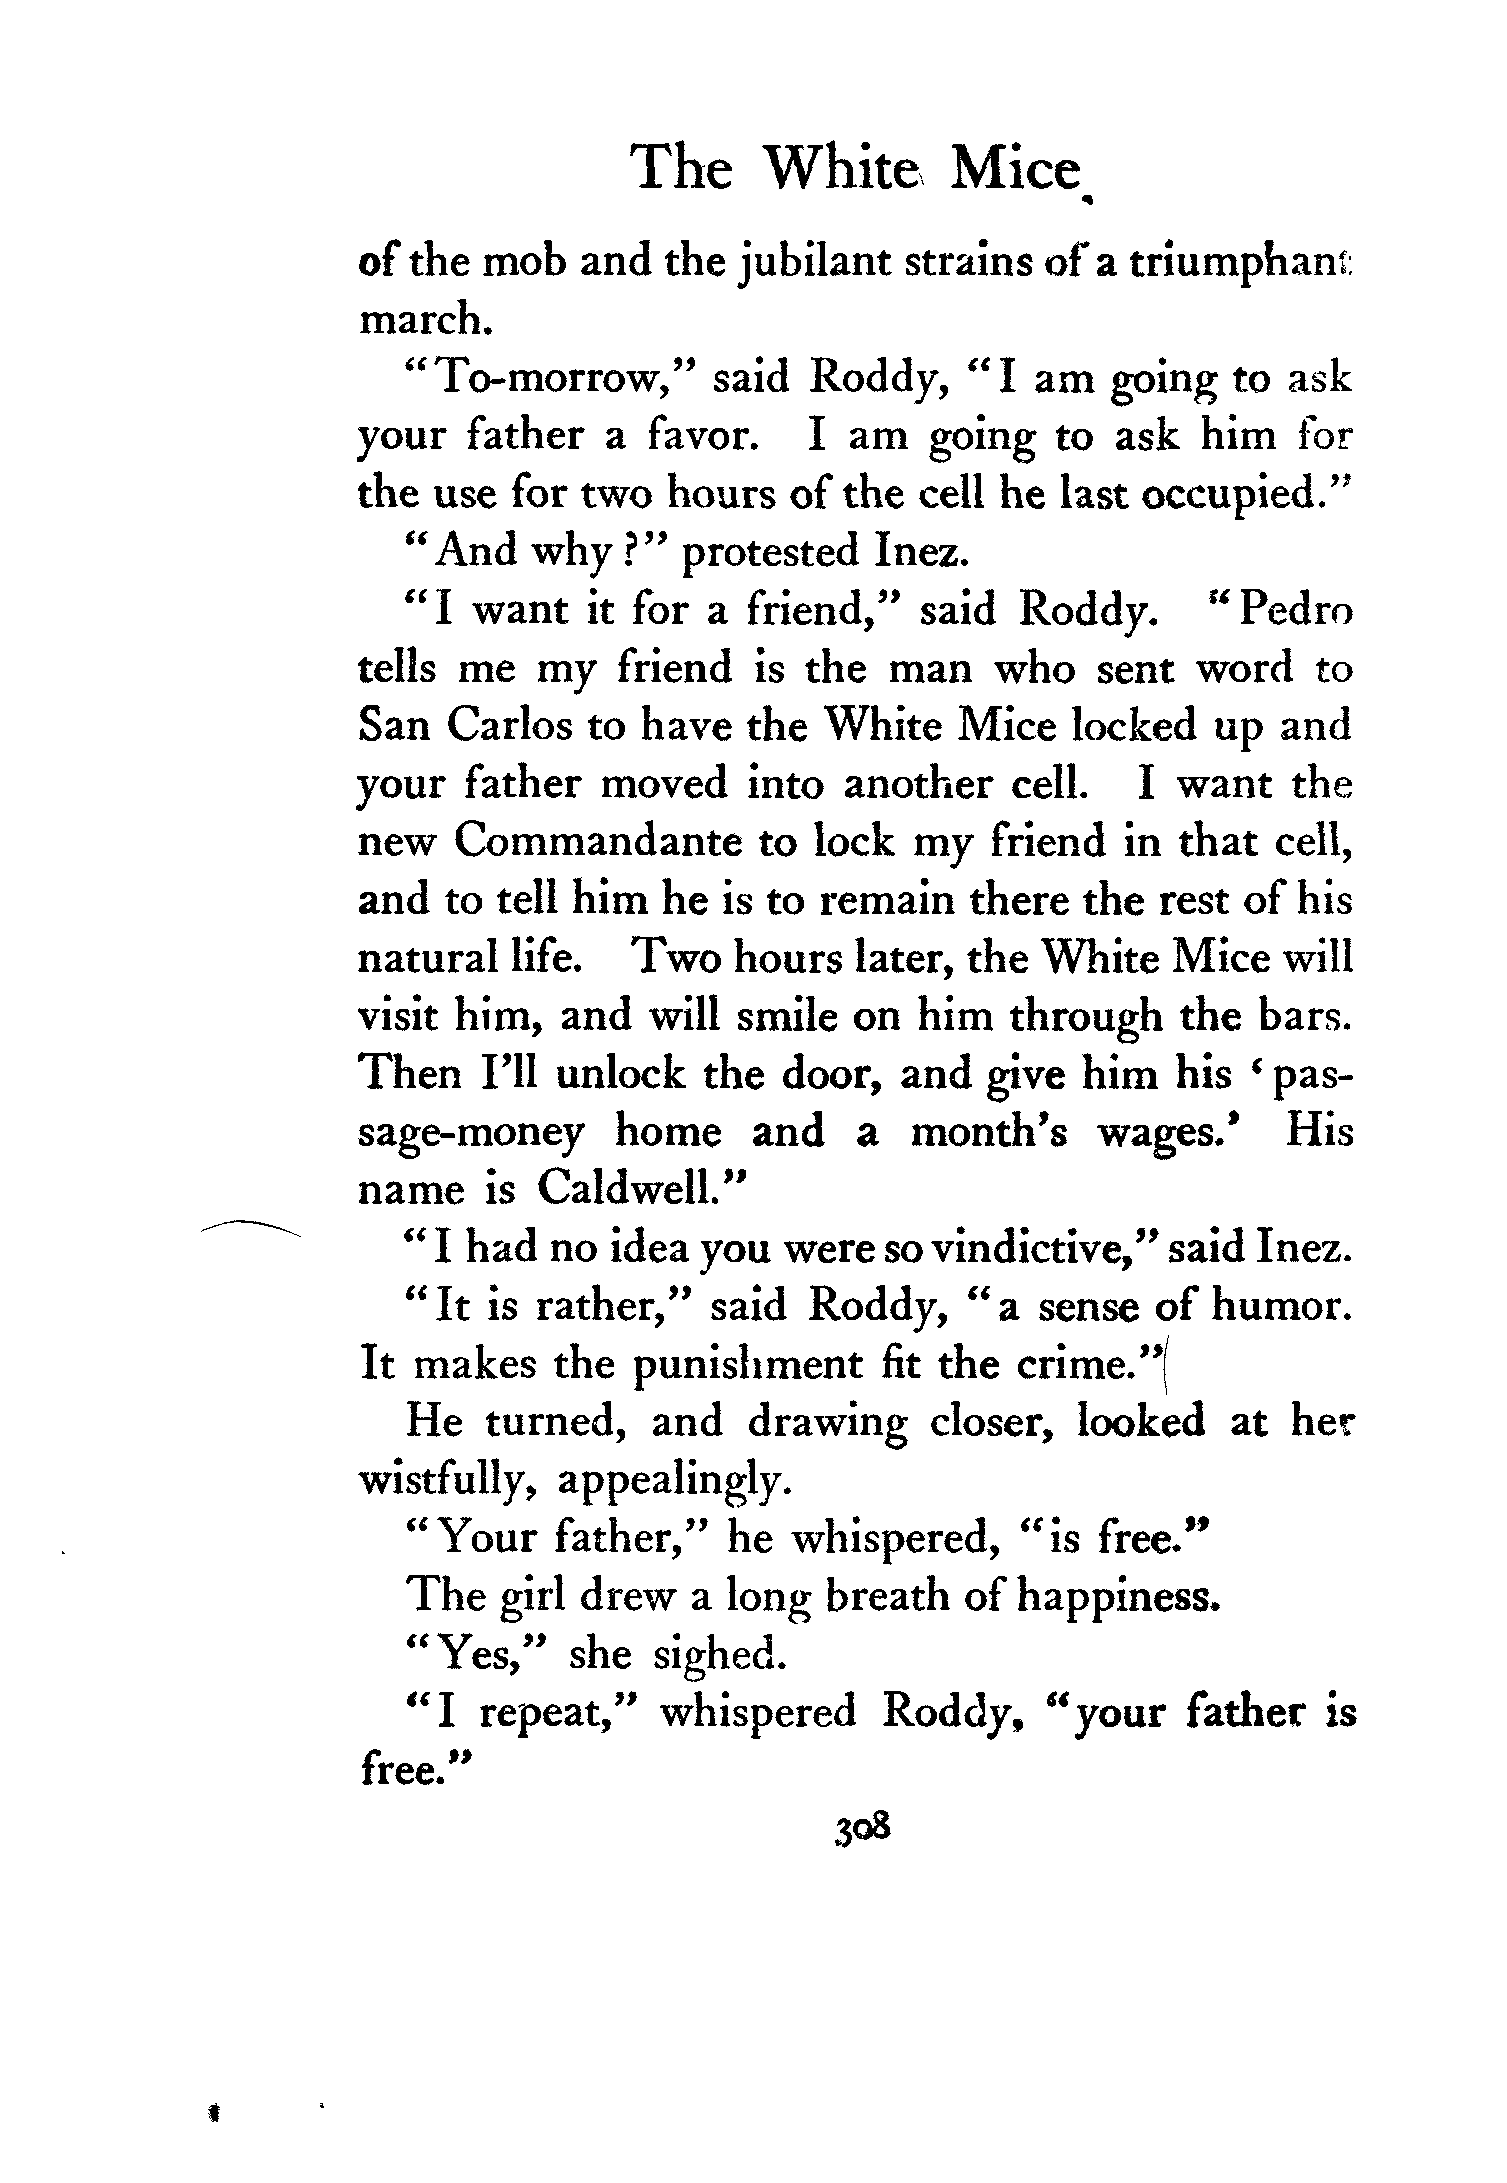 The White Mice
of the mob and the jubilant strains of a triumphant
march.
"To-morrow," said Roddy, "I am going to ask
your father a favor. I am going to ask him for
the use for two hours of the cell he last occupied."
"And why?" protested Inez.
"I want it for a friend," said Roddy. "Pedro
tells me my friend is the man who sent word to
San Carlos to have the White Mice locked up and
your father moved into another cell. I want the
new Commandante to lock my friend in that cell,
and to tell him he is to remain there the rest of his
natural life. Two hours later, the White Mice will
visit him, and will smile on him through the bars.
Then I'll unlock the door, and give him his 'pas-
sage-money home and a month's wages.' His
name is Caldwell."
"I had no idea you were so vindictive," said Inez.
"It is rather," said Roddy, "a sense of humor.
It makes the punishment fit the crime."
He turned, and drawing closer, looked at her
wistfully, appealingly.
"Your father," he whispered, "is free."
The girl drew a long breath of happiness.
"Yes," she sighed.
"I repeat," whispered Roddy, "your father is
free."
308